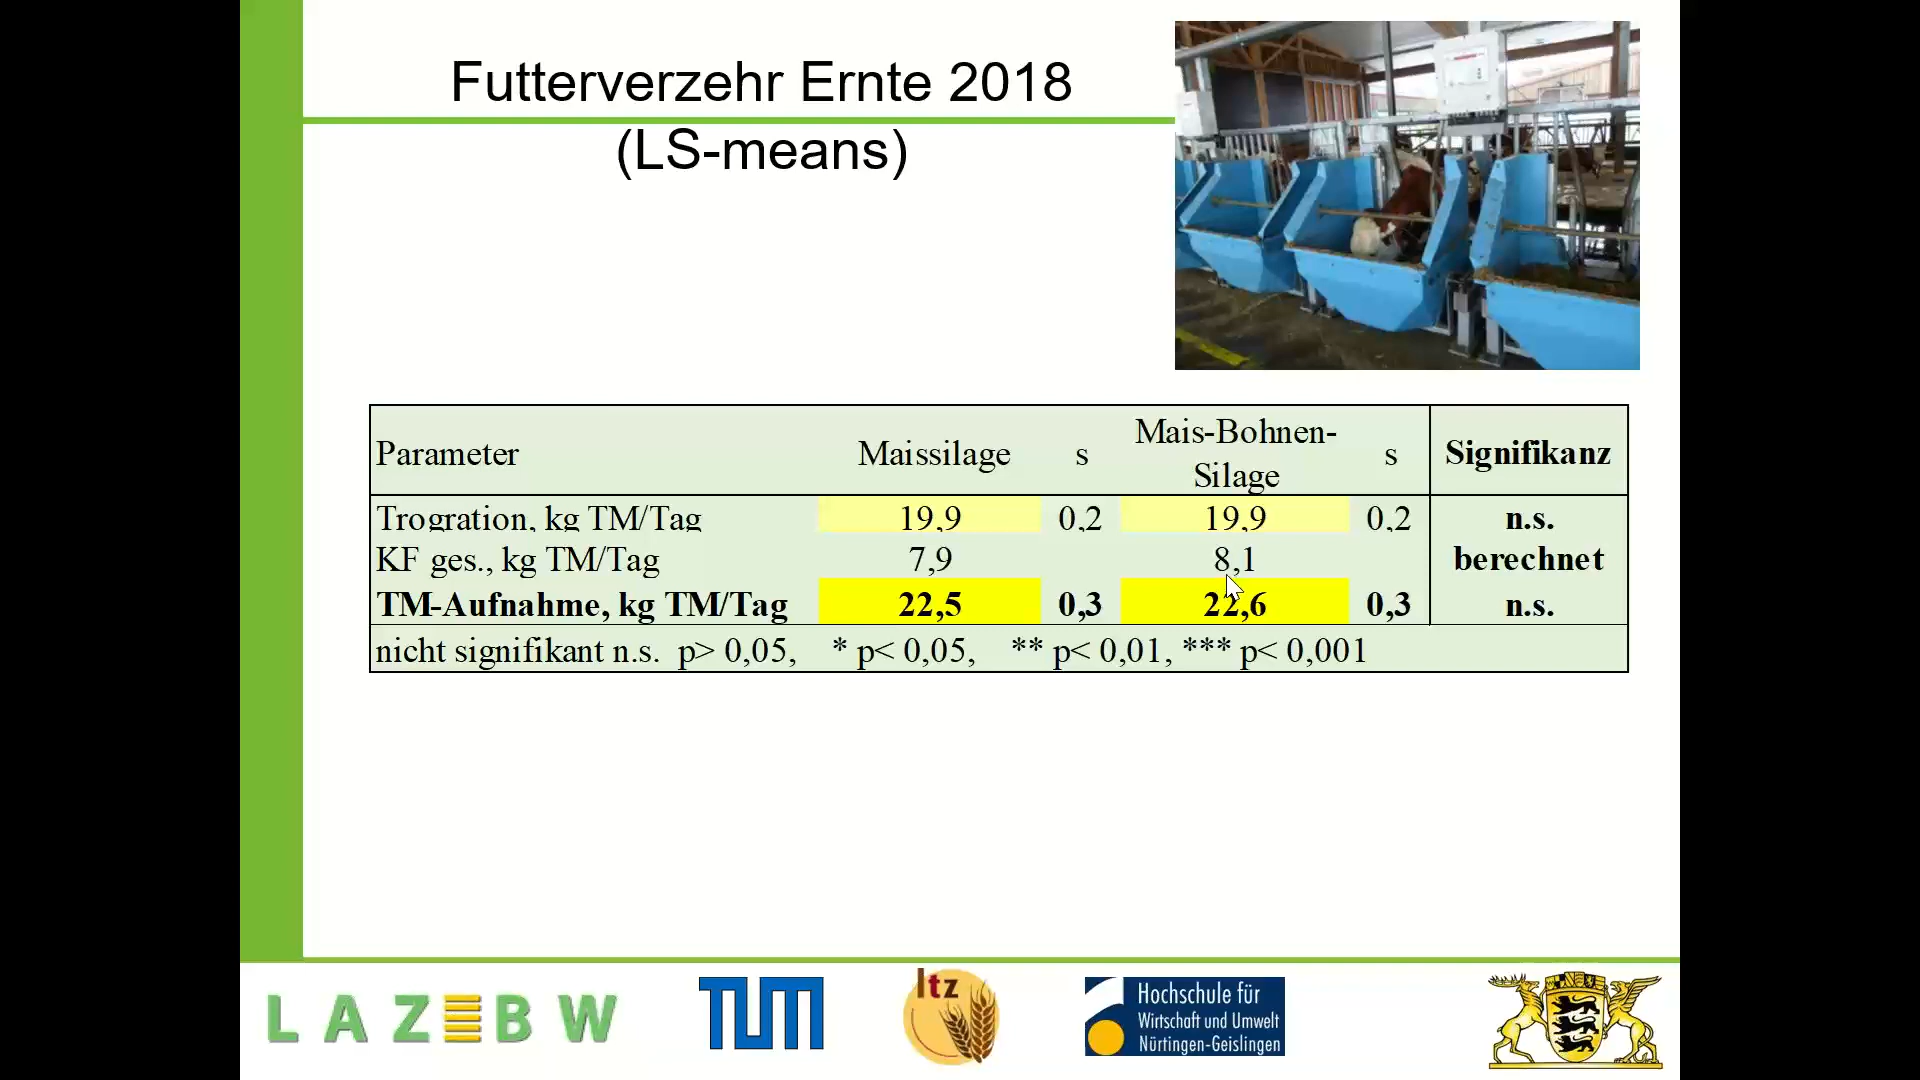 Futterverzehr Ernte 2018
(LS-means)
Parameter Maissilage s Mais-Bohnen-Silage s Signifikanz
Trogration, kg TM/Tag 19,9 0,2 19,9 0,2 n.s.
KF ges., kg TM/Tag 7,9 8,1 berechnet
TM-Aufnahme, kg TM/Tag 22,5 0,3 22,6 0,3 n.s.
nicht signifikant n.s. p> 0,05, * p< 0,05, ** p< 0,01, *** p< 0,001
LAZBW
TUM
ltz
Hochschule für
Wirtschaft und Umwelt
Nürtingen-Geislingen